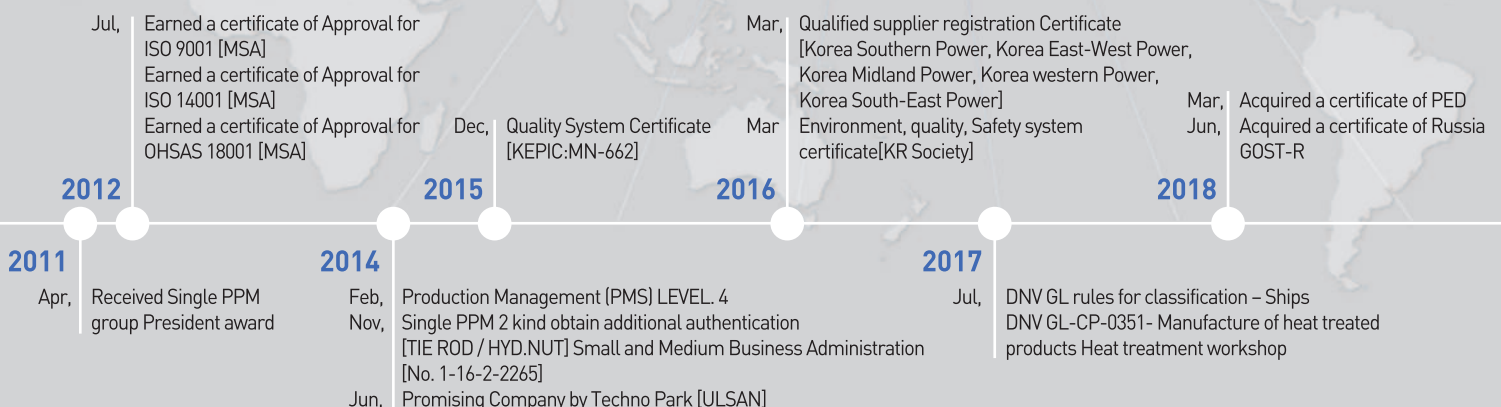 2011
Apr, Received Single PPM
group President award
2012
Jul, Earned a certificate of Approval for
ISO 9001 [MSA]
Earned a certificate of Approval for
ISO 14001 [MSA]
Earned a certificate of Approval for
OHSAS 18001 [MSA]
2014
Feb, Production Management (PMS) LEVEL. 4
Nov, Single PPM 2 kind obtain additional authentication
[TIE ROD / HYD.NUT] Small and Medium Business Administration
[No. 1-16-2-2265]
Jun, Promising Company by Techno Park [ULSAN]
2015
Dec, Quality System Certificate
[KEPIC:MN-662]
2016
Mar, Qualified supplier registration Certificate
[Korea Southern Power, Korea East-West Power,
Korea Midland Power, Korea western Power,
Korea South-East Power]
Mar Environment, quality, Safety system
certificate[KR Society]
2017
Jul, DNV GL rules for classification – Ships
DNV GL-CP-0351- Manufacture of heat treated
products Heat treatment workshop
2018
Mar, Acquired a certificate of PED
Jun, Acquired a certificate of Russia
GOST-R